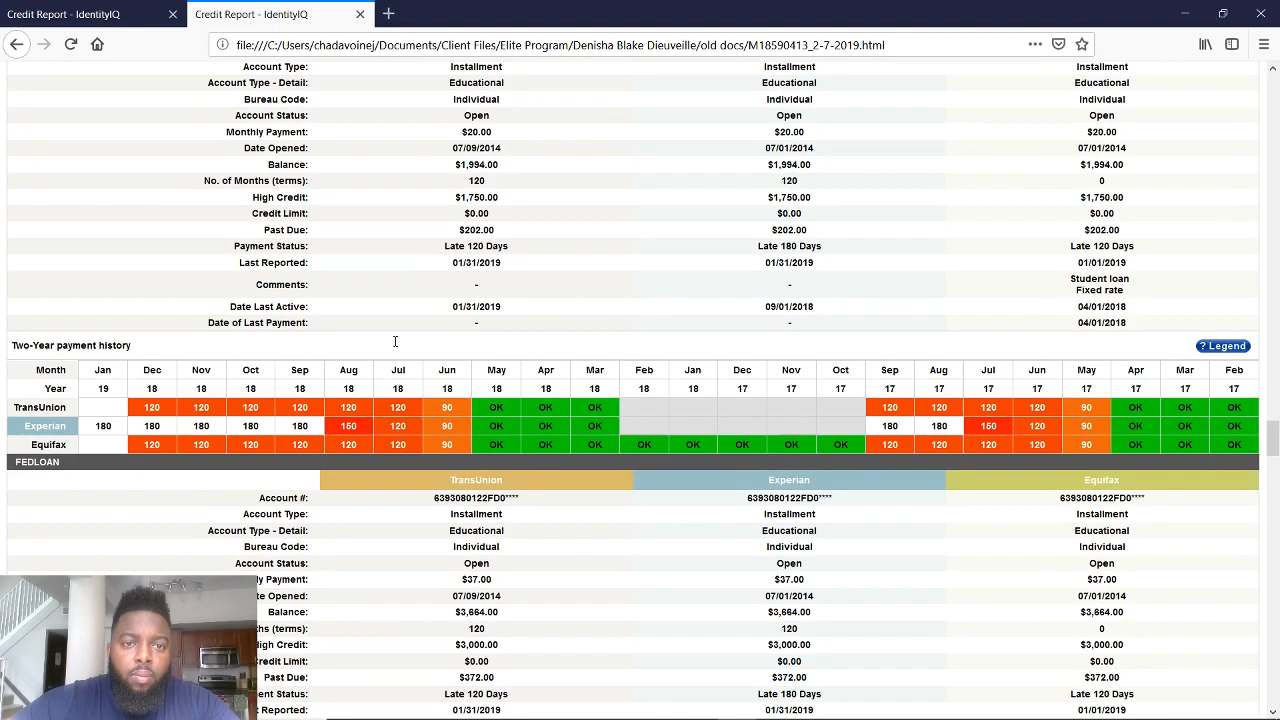 Credit Report - IdentityIQ
Credit Report - IdentityIQ
file:///C:/Users/chadavoinej/Documents/Client Files/Elite Program/Denisha Blake Dieuveille/old docs/M18590413_2-7-2019.html
Account Type: Installment Installment Installment
Account Type - Detail: Educational Educational Educational
Bureau Code: Individual Individual Individual
Account Status: Open Open Open
Monthly Payment: $20.00 $20.00 $20.00
Date Opened: 07/09/2014 07/01/2014 07/01/2014
Balance: $1,994.00 $1,994.00 $1,994.00
No. of Months (terms): 120 120 0
High Credit: $1,750.00 $1,750.00 $1,750.00
Credit Limit: $0.00 $0.00 $0.00
Past Due: $202.00 $202.00 $202.00
Payment Status: Late 120 Days Late 180 Days Late 120 Days
Last Reported: 01/31/2019 01/31/2019 01/01/2019
Comments: - - Student loan
Fixed rate
Date Last Active: 01/31/2019 09/01/2018 04/01/2018
Date of Last Payment: - - 04/01/2018
Two-Year payment history ? Legend
Month Jan Dec Nov Oct Sep Aug Jul Jun May Apr Mar Feb Jan Dec Nov Oct Sep Aug Jul Jun May Apr Mar Feb
Year 19 18 18 18 18 18 18 18 18 18 18 18 18 17 17 17 17 17 17 17 17 17 17 17
TransUnion 120 120 120 120 120 120 90 OK OK OK 120 120 120 120 90 OK OK OK
Experian 180 180 180 180 180 150 120 90 OK OK OK 180 180 150 120 90 OK OK OK
Equifax 120 120 120 120 120 120 90 OK OK OK OK OK OK OK OK 120 120 120 120 90 OK OK OK
FEDLOAN
TransUnion Experian Equifax
Account #: 6393080122FD0**** 6393080122FD0**** 6393080122FD0****
Account Type: Installment Installment Installment
Account Type - Detail: Educational Educational Educational
Bureau Code: Individual Individual Individual
Account Status: Open Open Open
ly Payment: $37.00 $37.00 $37.00
te Opened: 07/09/2014 07/01/2014 07/01/2014
Balance: $3,664.00 $3,664.00 $3,664.00
ths (terms): 120 120 0
High Credit: $3,000.00 $3,000.00 $3,000.00
Credit Limit: $0.00 $0.00 $0.00
Past Due: $372.00 $372.00 $372.00
ent Status: Late 120 Days Late 180 Days Late 120 Days
Reported: 01/31/2019 01/31/2019 01/01/2019